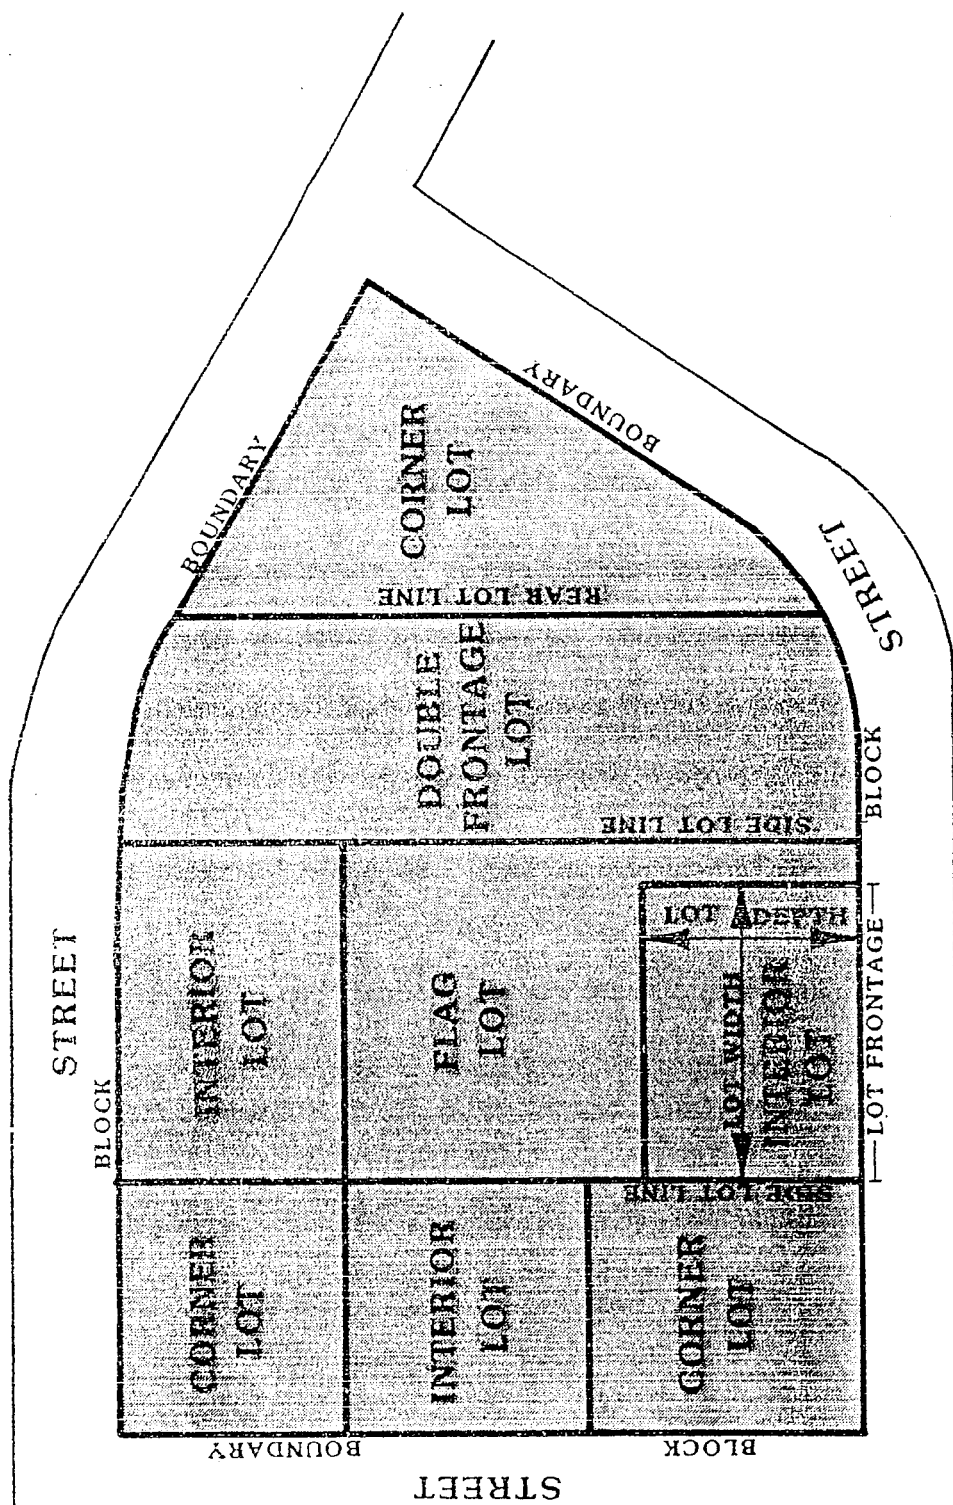 BOUNDARY
BOUNDARY
CORNER
LOT
REAR LOT LINE
STREET
DOUBLE
FRONTAGE
LOT
BLOCK
SIDE LOT LINE
STREET
BLOCK
INTERIOR
LOT
FLAG
LOT
LOT DEPTH
LOT WIDTH
INTERIOR
LOT
LOT FRONTAGE
SIDE LOT LINE
CORNER
LOT
INTERIOR
LOT
CORNER
LOT
BOUNDARY
BLOCK
STREET